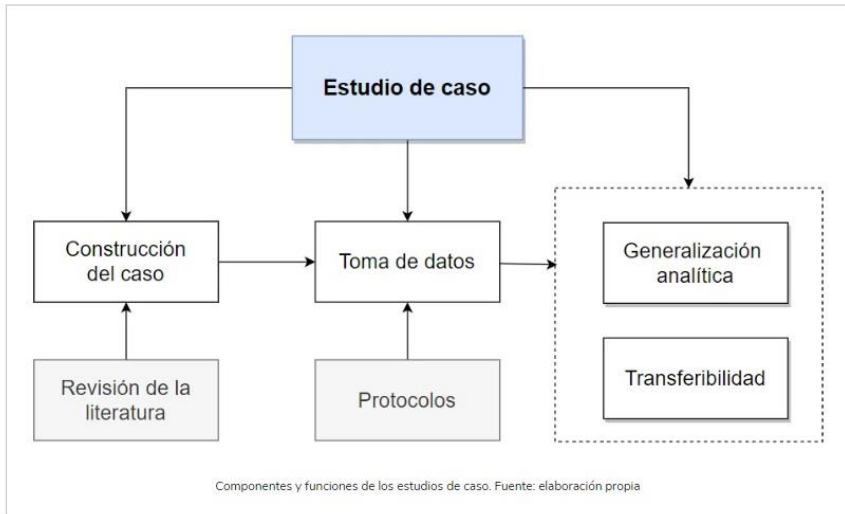 Estudio de caso
Construcción
del caso
Toma de datos
Generalización
analítica
Revisión de la
literatura
Protocolos
Transferibilidad
Componentes y funciones de los estudios de caso. Fuente: elaboración propia